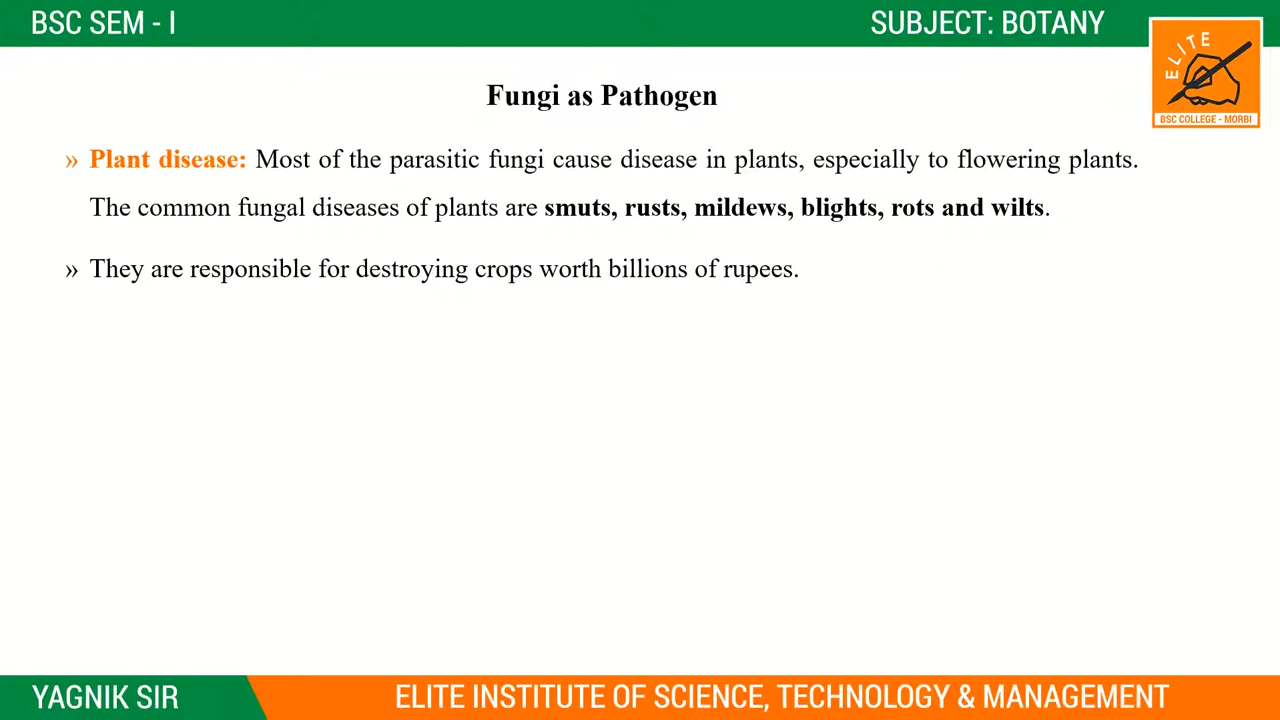 BSC SEM - I
SUBJECT: BOTANY
ELITE
BSC COLLEGE - MORBI
Fungi as Pathogen
» Plant disease: Most of the parasitic fungi cause disease in plants, especially to flowering plants.
The common fungal diseases of plants are smuts, rusts, mildews, blights, rots and wilts.
» They are responsible for destroying crops worth billions of rupees.
YAGNIK SIR
ELITE INSTITUTE OF SCIENCE, TECHNOLOGY & MANAGEMENT